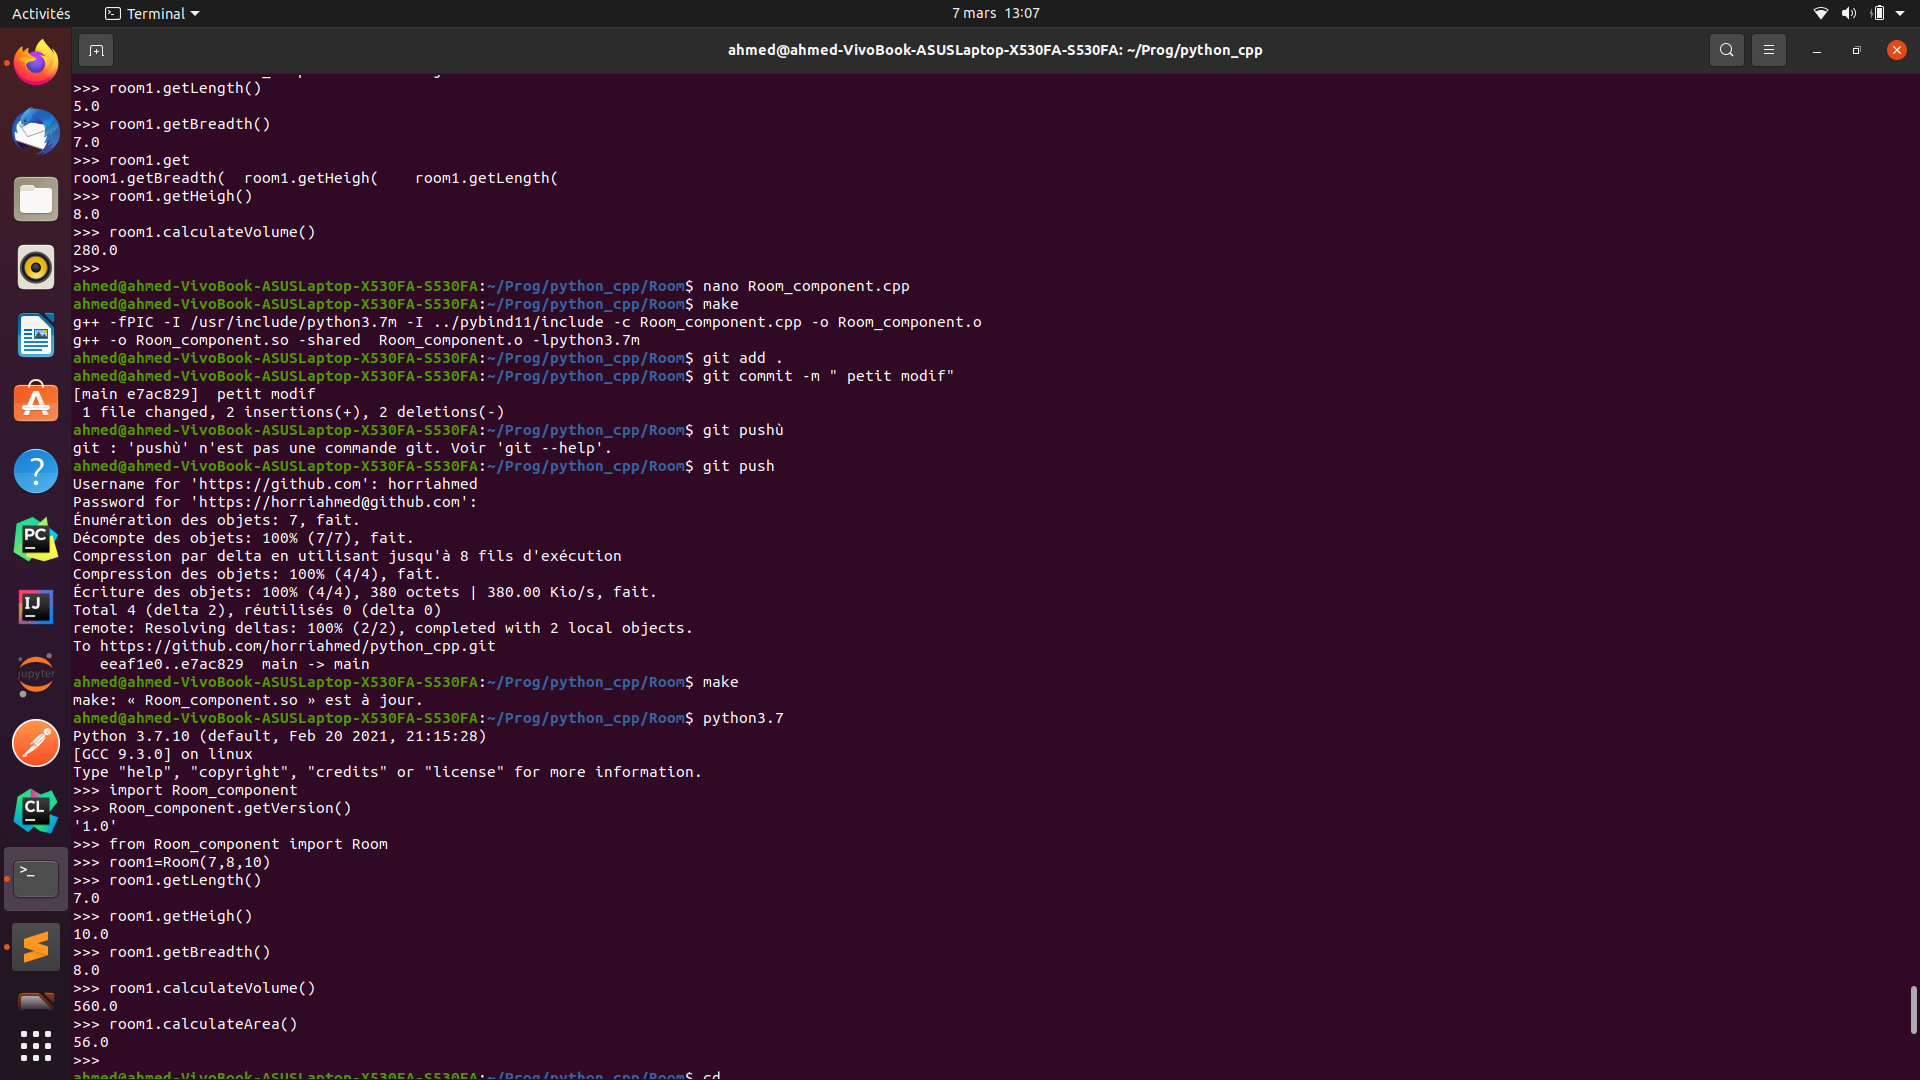 Activités
Terminal
7 mars 13:07
ahmed@ahmed-VivoBook-ASUSLaptop-X530FA-S530FA: ~/Prog/python_cpp
>>> room1.getLength()
5.0
>>> room1.getBreadth()
7.0
>>> room1.get
room1.getBreadth(  room1.getHeigh(    room1.getLength(
>>> room1.getHeigh()
8.0
>>> room1.calculateVolume()
280.0
>>>
ahmed@ahmed-VivoBook-ASUSLaptop-X530FA-S530FA:~/Prog/python_cpp/Room$ nano Room_component.cpp
ahmed@ahmed-VivoBook-ASUSLaptop-X530FA-S530FA:~/Prog/python_cpp/Room$ make
g++ -fPIC -I /usr/include/python3.7m -I ../pybind11/include -c Room_component.cpp -o Room_component.o
g++ -o Room_component.so -shared  Room_component.o -lpython3.7m
ahmed@ahmed-VivoBook-ASUSLaptop-X530FA-S530FA:~/Prog/python_cpp/Room$ git add .
ahmed@ahmed-VivoBook-ASUSLaptop-X530FA-S530FA:~/Prog/python_cpp/Room$ git commit -m " petit modif"
[main e7ac829]  petit modif
 1 file changed, 2 insertions(+), 2 deletions(-)
ahmed@ahmed-VivoBook-ASUSLaptop-X530FA-S530FA:~/Prog/python_cpp/Room$ git pushù
git : 'pushù' n'est pas une commande git. Voir 'git --help'.
ahmed@ahmed-VivoBook-ASUSLaptop-X530FA-S530FA:~/Prog/python_cpp/Room$ git push
Username for 'https://github.com': horriahmed
Password for 'https://horriahmed@github.com':
Énumération des objets: 7, fait.
Décompte des objets: 100% (7/7), fait.
Compression par delta en utilisant jusqu'à 8 fils d'exécution
Compression des objets: 100% (4/4), fait.
Écriture des objets: 100% (4/4), 380 octets | 380.00 Kio/s, fait.
Total 4 (delta 2), réutilisés 0 (delta 0)
remote: Resolving deltas: 100% (2/2), completed with 2 local objects.
To https://github.com/horriahmed/python_cpp.git
   eeaf1e0..e7ac829  main -> main
ahmed@ahmed-VivoBook-ASUSLaptop-X530FA-S530FA:~/Prog/python_cpp/Room$ make
make: « Room_component.so » est à jour.
ahmed@ahmed-VivoBook-ASUSLaptop-X530FA-S530FA:~/Prog/python_cpp/Room$ python3.7
Python 3.7.10 (default, Feb 20 2021, 21:15:28)
[GCC 9.3.0] on linux
Type "help", "copyright", "credits" or "license" for more information.
>>> import Room_component
>>> Room_component.getVersion()
'1.0'
>>> from Room_component import Room
>>> room1=Room(7,8,10)
>>> room1.getLength()
7.0
>>> room1.getHeigh()
10.0
>>> room1.getBreadth()
8.0
>>> room1.calculateVolume()
560.0
>>> room1.calculateArea()
56.0
>>>
ahmed@ahmed-VivoBook-ASUSLaptop-X530FA-S530FA:~/Prog/python_cpp/Room$ cd
PC
IJ
jupyter
CL
>_